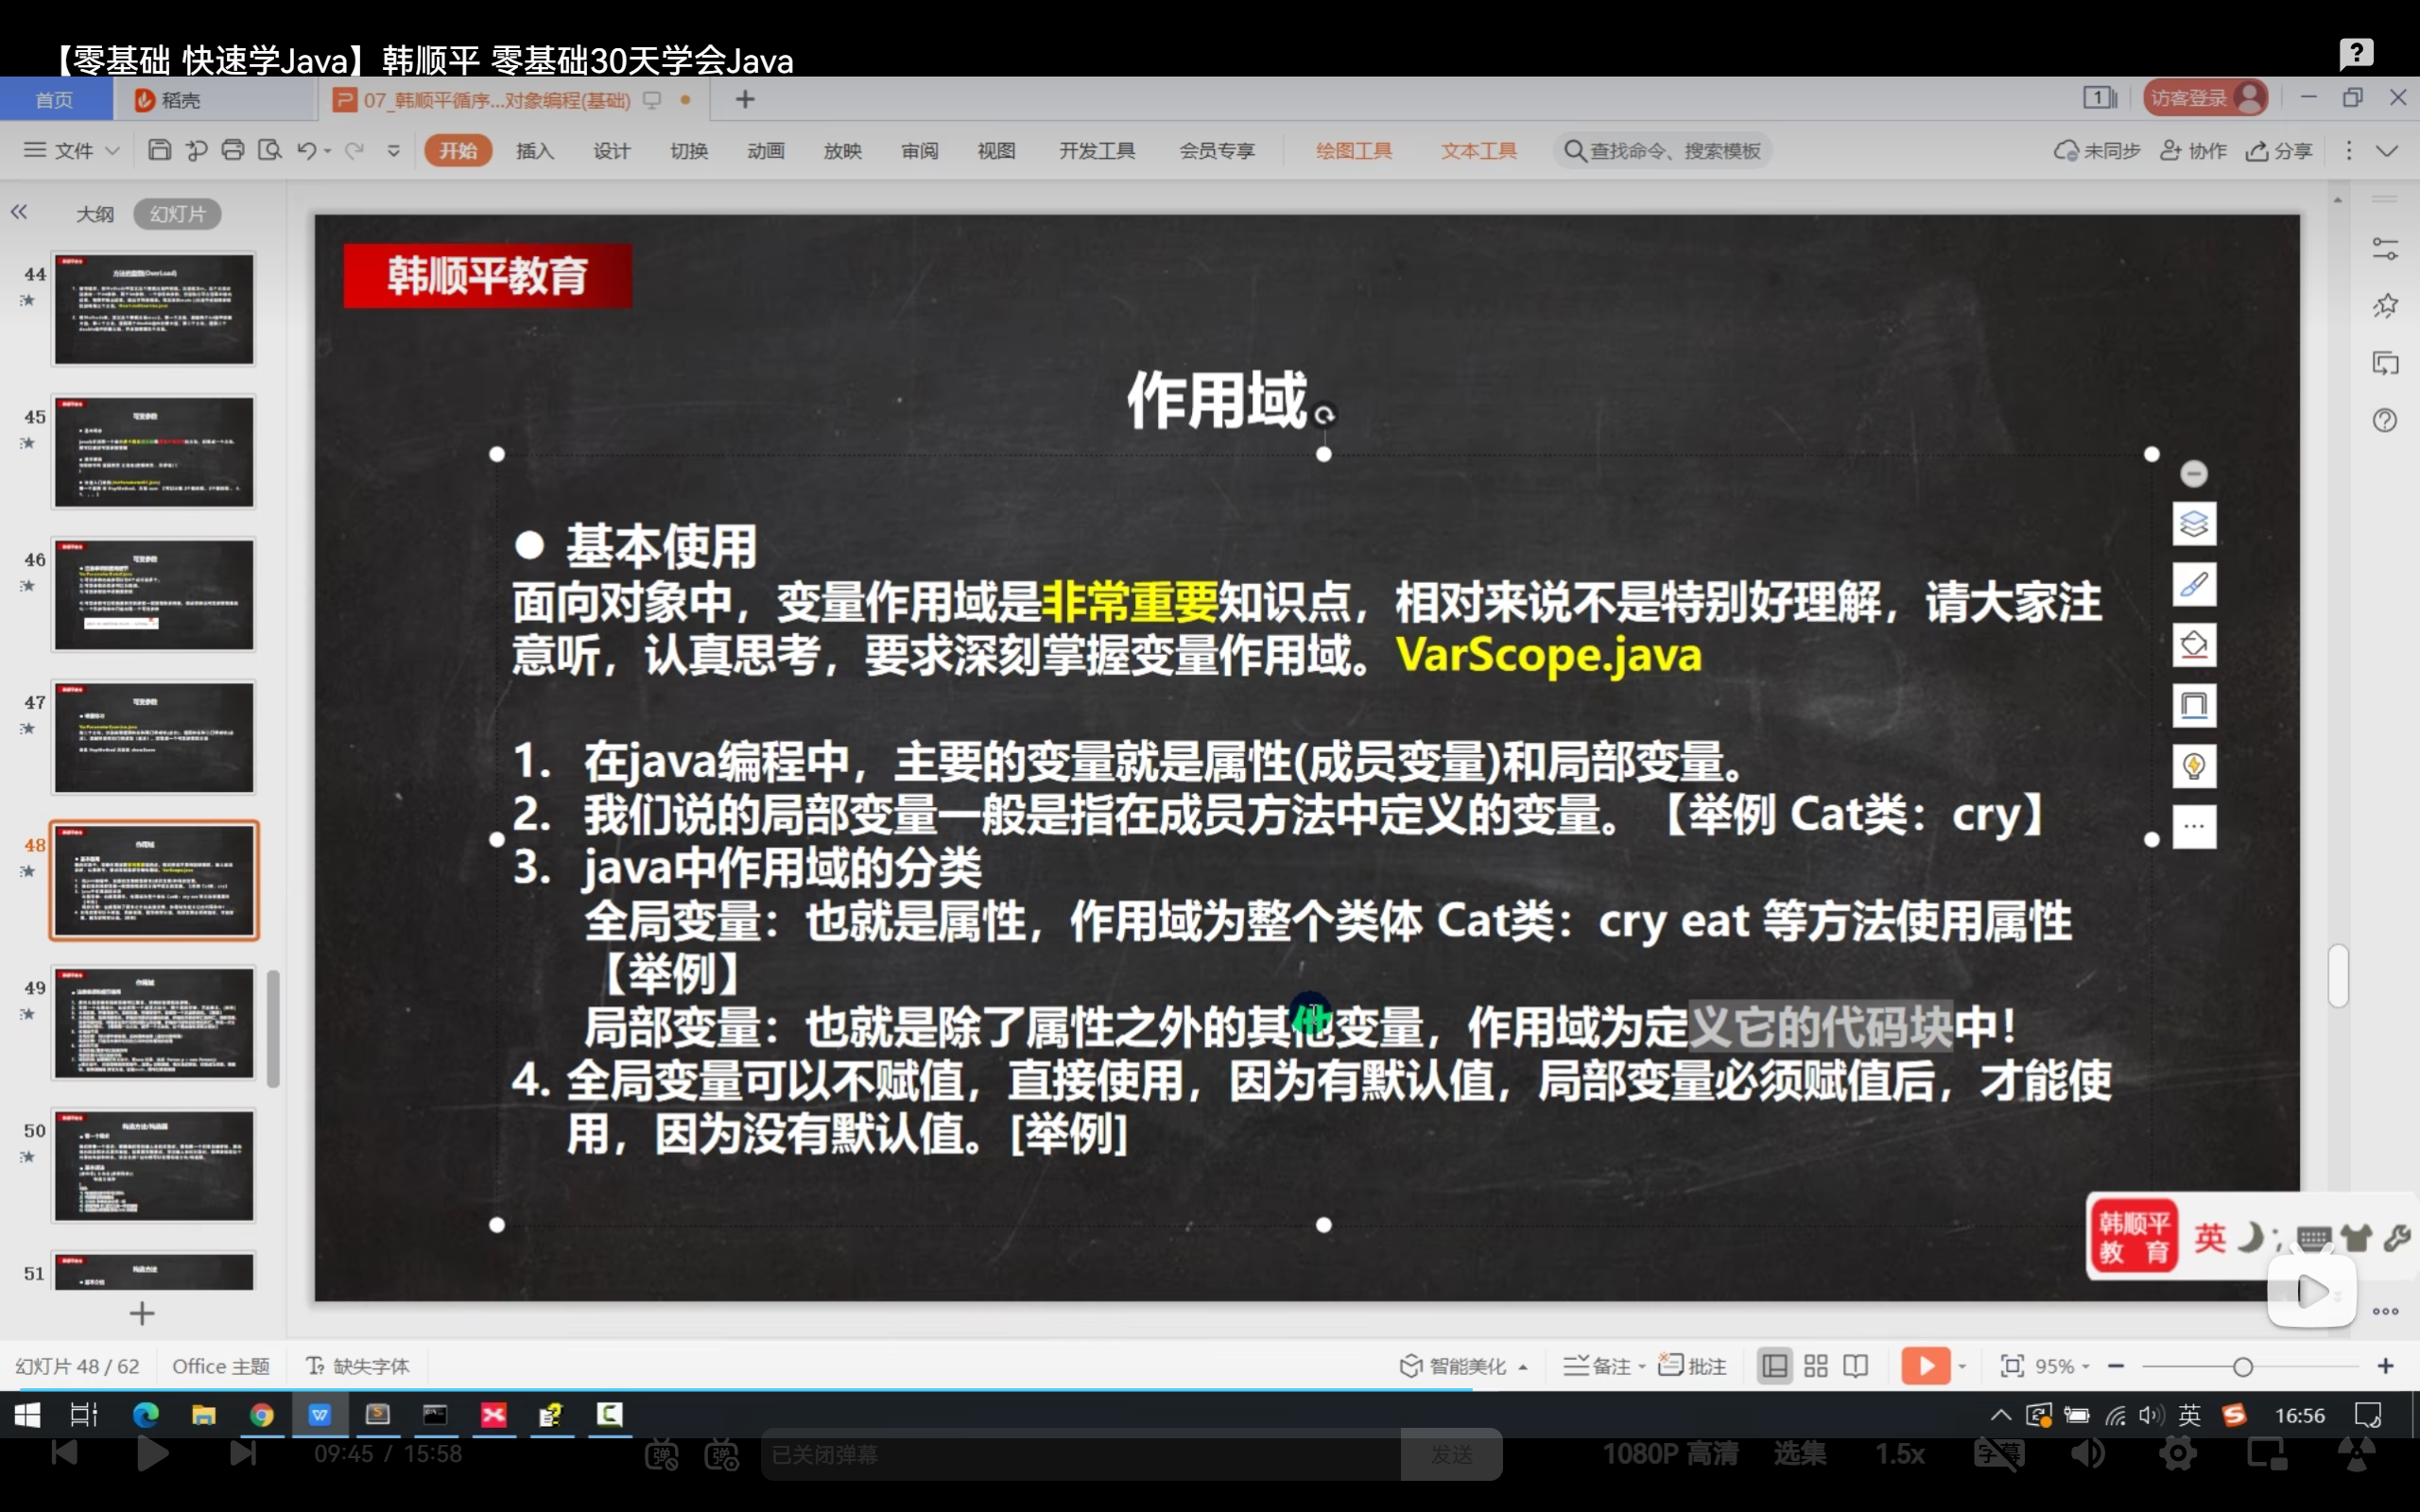 【零基础 快速学Java】韩顺平 零基础30天学会Java
首页
稻壳
07_韩顺平循序...对象编程(基础)
1
访客登录
文件
开始
插入
设计
切换
动画
放映
审阅
视图
开发工具
会员专享
绘图工具
文本工具
查找命令、搜索模板
未同步
协作
分享
大纲
幻灯片
44
45
46
47
48
49
50
51
韩顺平教育
作用域
● 基本使用
面向对象中，变量作用域是非常重要知识点，相对来说不是特别好理解，请大家注
意听，认真思考，要求深刻掌握变量作用域。VarScope.java
1. 在java编程中，主要的变量就是属性(成员变量)和局部变量。
2. 我们说的局部变量一般是指在成员方法中定义的变量。【举例 Cat类：cry】
3. java中作用域的分类
全局变量：也就是属性，作用域为整个类体 Cat类：cry eat 等方法使用属性
【举例】
局部变量：也就是除了属性之外的其他变量，作用域为定义它的代码块中！
4. 全局变量可以不赋值，直接使用，因为有默认值，局部变量必须赋值后，才能使
用，因为没有默认值。[举例]
韩顺平
教 育
英
幻灯片 48 / 62
Office 主题
缺失字体
智能美化
备注
批注
95%
英
16:56
09:45 / 15:58
已关闭弹幕
发送
1080P 高清
选集
1.5x
字幕